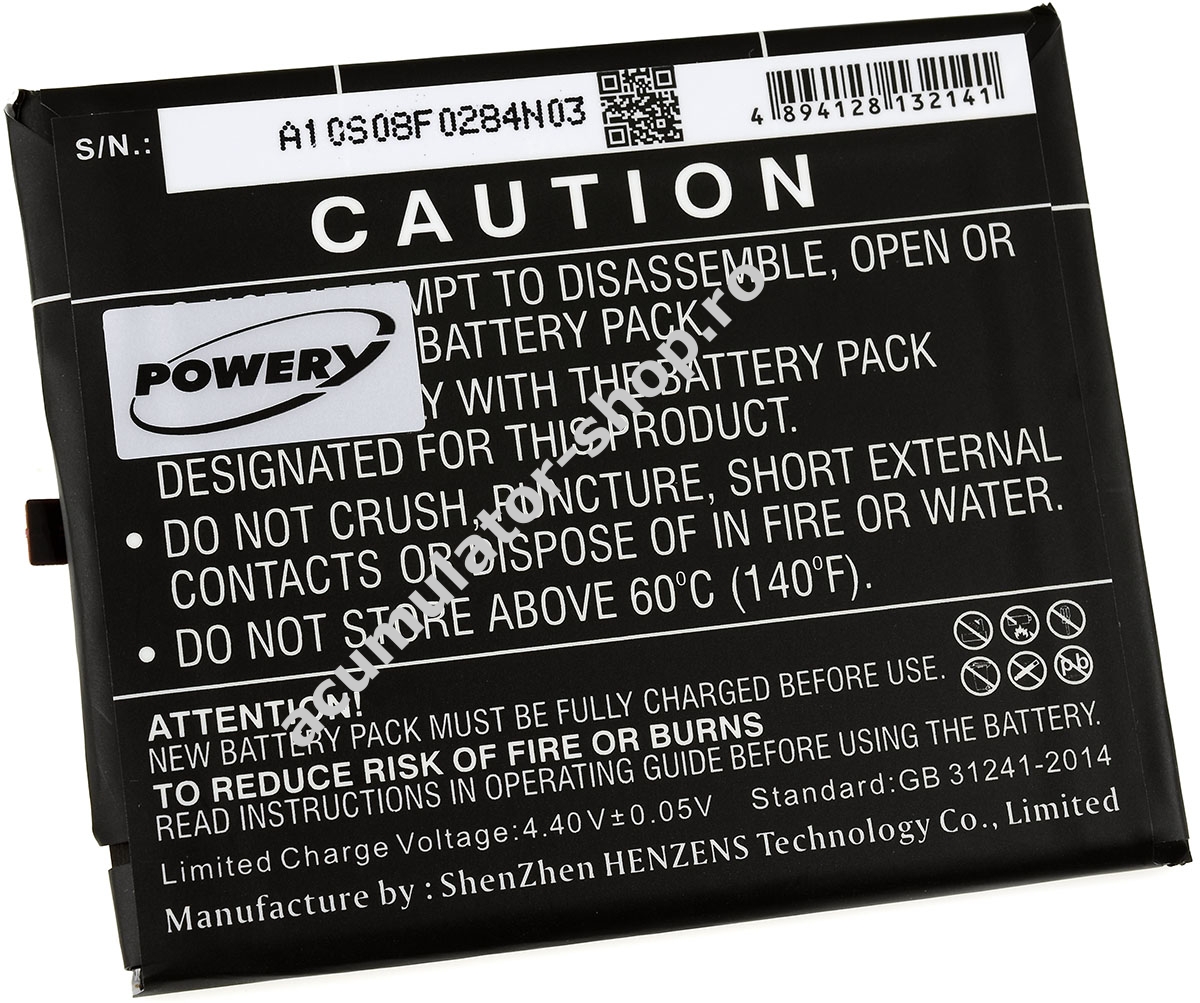 S/N.: A10S08F0284N03
4 894128 132141
CAUTION
MPT TO DISASSEMBLE, OPEN OR
BATTERY PACK.
POWERY
Y WITH THE BATTERY PACK
DESIGNATED FOR THIS PRODUCT.
• DO NOT CRUSH, PUNCTURE, SHORT EXTERNAL
CONTACTS OR DISPOSE OF IN FIRE OR WATER.
• DO NOT STORE ABOVE 60°C (140°F).
acumulator-shop.ro
Pb
ATTENTION!
NEW BATTERY PACK MUST BE FULLY CHARGED BEFORE USE.
TO REDUCE RISK OF FIRE OR BURNS
READ INSTRUCTIONS IN OPERATING GUIDE BEFORE USING THE BATTERY.
Limited Charge Voltage:4.40V±0.05V Standard:GB 31241-2014
Manufacture by : ShenZhen HENZENS Technology Co., Limited